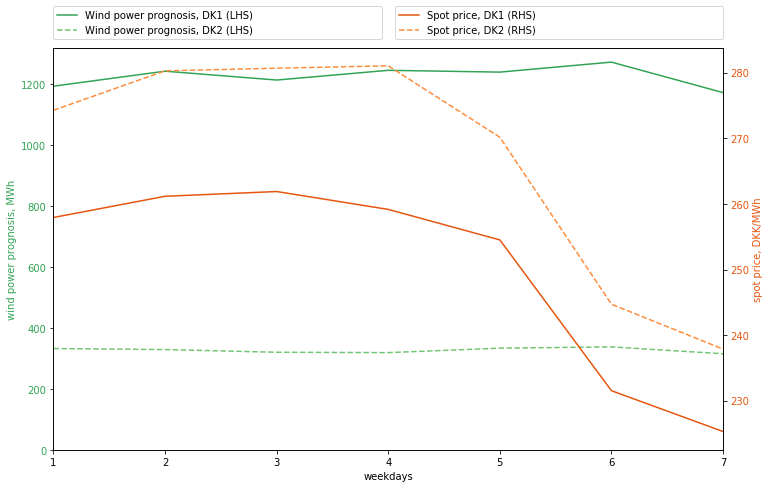 Wind power prognosis, DK1 (LHS)
Wind power prognosis, DK2 (LHS)
Spot price, DK1 (RHS)
Spot price, DK2 (RHS)
wind power prognosis, MWh
1200
1000
800
600
400
200
0
280
270
260
250
240
230
spot price, DKK/MWh
1 2 3 4 5 6 7
weekdays